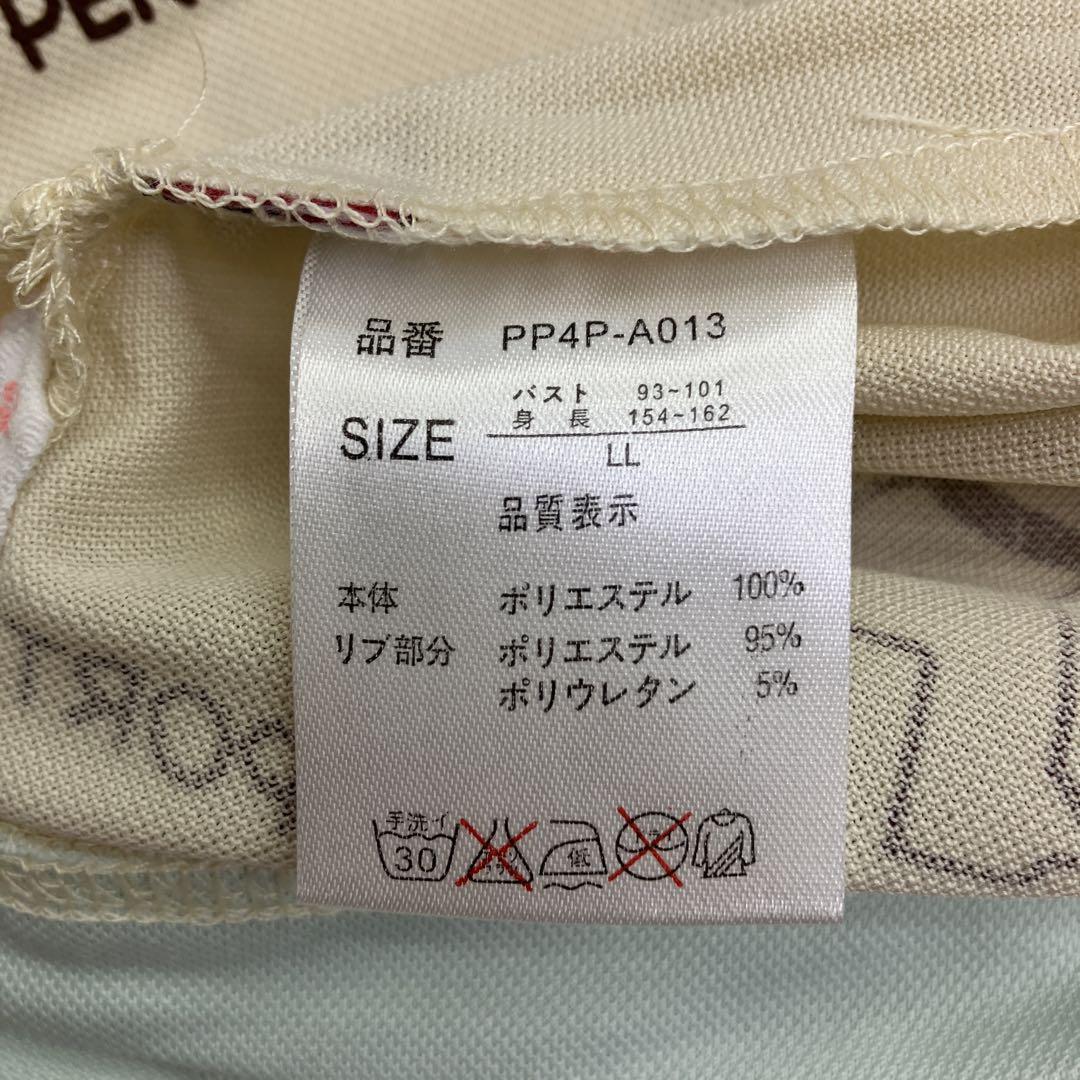 PEN
品番 PP4P-A013
SIZE
バスト 93~101
身長 154~162
LL
品質表示
本体 ポリエステル 100%
リブ部分 ポリエステル 95%
ポリウレタン 5%
手洗イ
30
低